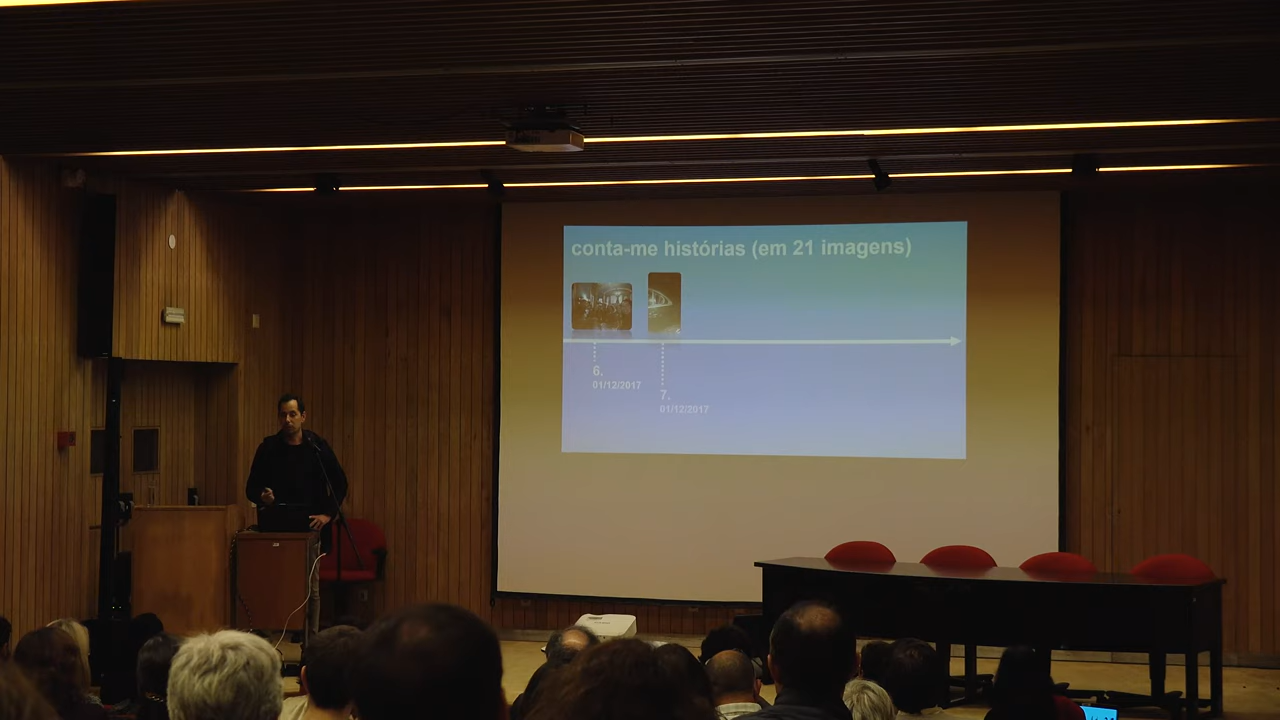 conta-me histórias (em 21 imagens)
6.
01/12/2017
7.
01/12/2017